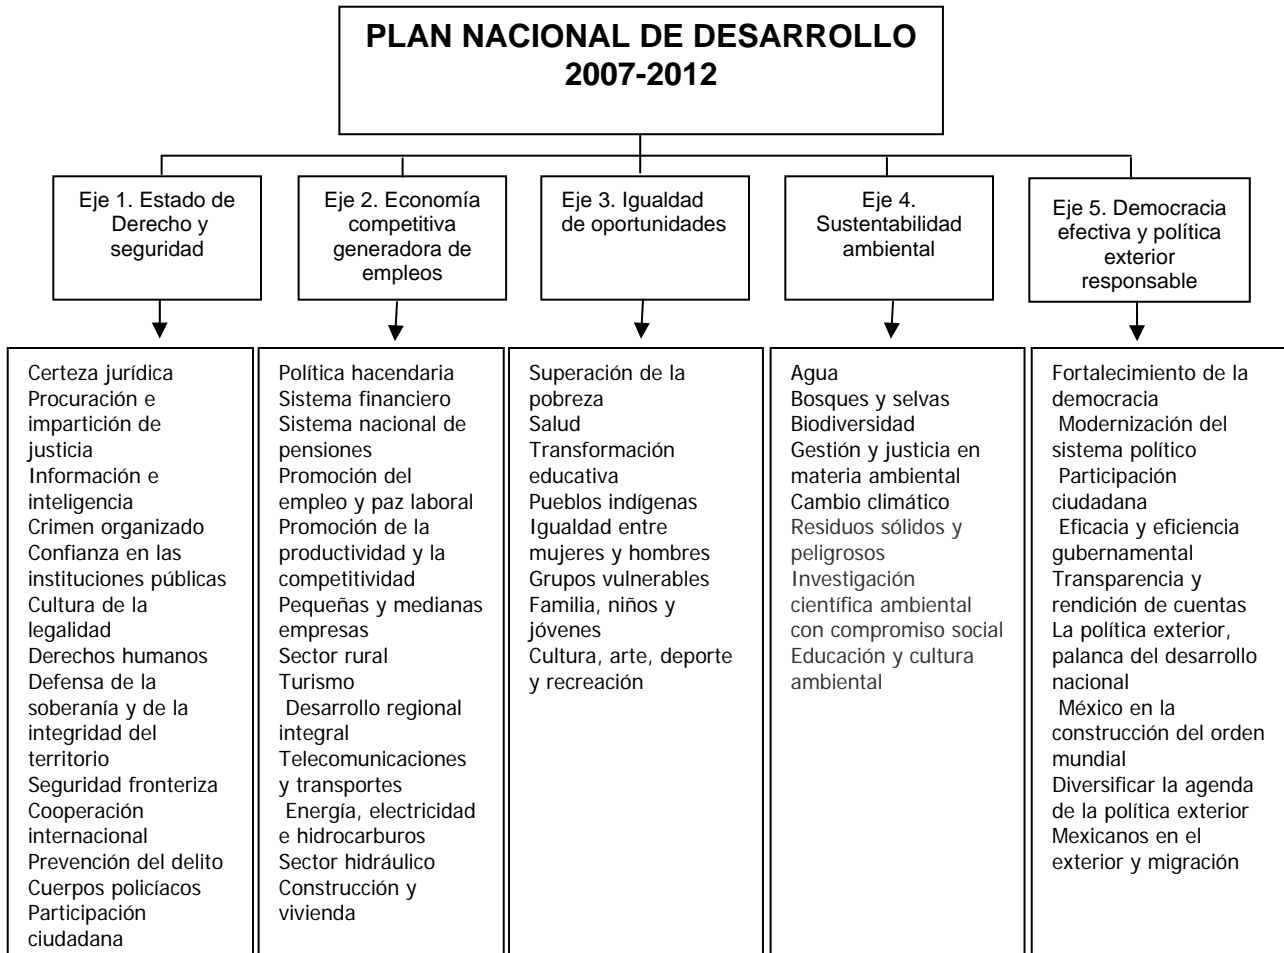 PLAN NACIONAL DE DESARROLLO
2007-2012
Eje 1. Estado de
Derecho y
seguridad
Eje 2. Economía
competitiva
generadora de
empleos
Eje 3. Igualdad
de oportunidades
Eje 4.
Sustentabilidad
ambiental
Eje 5. Democracia
efectiva y política
exterior
responsable
Certeza jurídica
Procuración e
impartición de
justicia
Información e
inteligencia
Crimen organizado
Confianza en las
instituciones públicas
Cultura de la
legalidad
Derechos humanos
Defensa de la
soberanía y de la
integridad del
territorio
Seguridad fronteriza
Cooperación
internacional
Prevención del delito
Cuerpos policíacos
Participación
ciudadana
Política hacendaria
Sistema financiero
Sistema nacional de
pensiones
Promoción del
empleo y paz laboral
Promoción de la
productividad y la
competitividad
Pequeñas y medianas
empresas
Sector rural
Turismo
Desarrollo regional
integral
Telecomunicaciones
y transportes
Energía, electricidad
e hidrocarburos
Sector hidráulico
Construcción y
vivienda
Superación de la
pobreza
Salud
Transformación
educativa
Pueblos indígenas
Igualdad entre
mujeres y hombres
Grupos vulnerables
Familia, niños y
jóvenes
Cultura, arte, deporte
y recreación
Agua
Bosques y selvas
Biodiversidad
Gestión y justicia en
materia ambiental
Cambio climático
Residuos sólidos y
peligrosos
Investigación
científica ambiental
con compromiso social
Educación y cultura
ambiental
Fortalecimiento de la
democracia
Modernización del
sistema político
Participación
ciudadana
Eficacia y eficiencia
gubernamental
Transparencia y
rendición de cuentas
La política exterior,
palanca del desarrollo
nacional
México en la
construcción del orden
mundial
Diversificar la agenda
de la política exterior
Mexicanos en el
exterior y migración